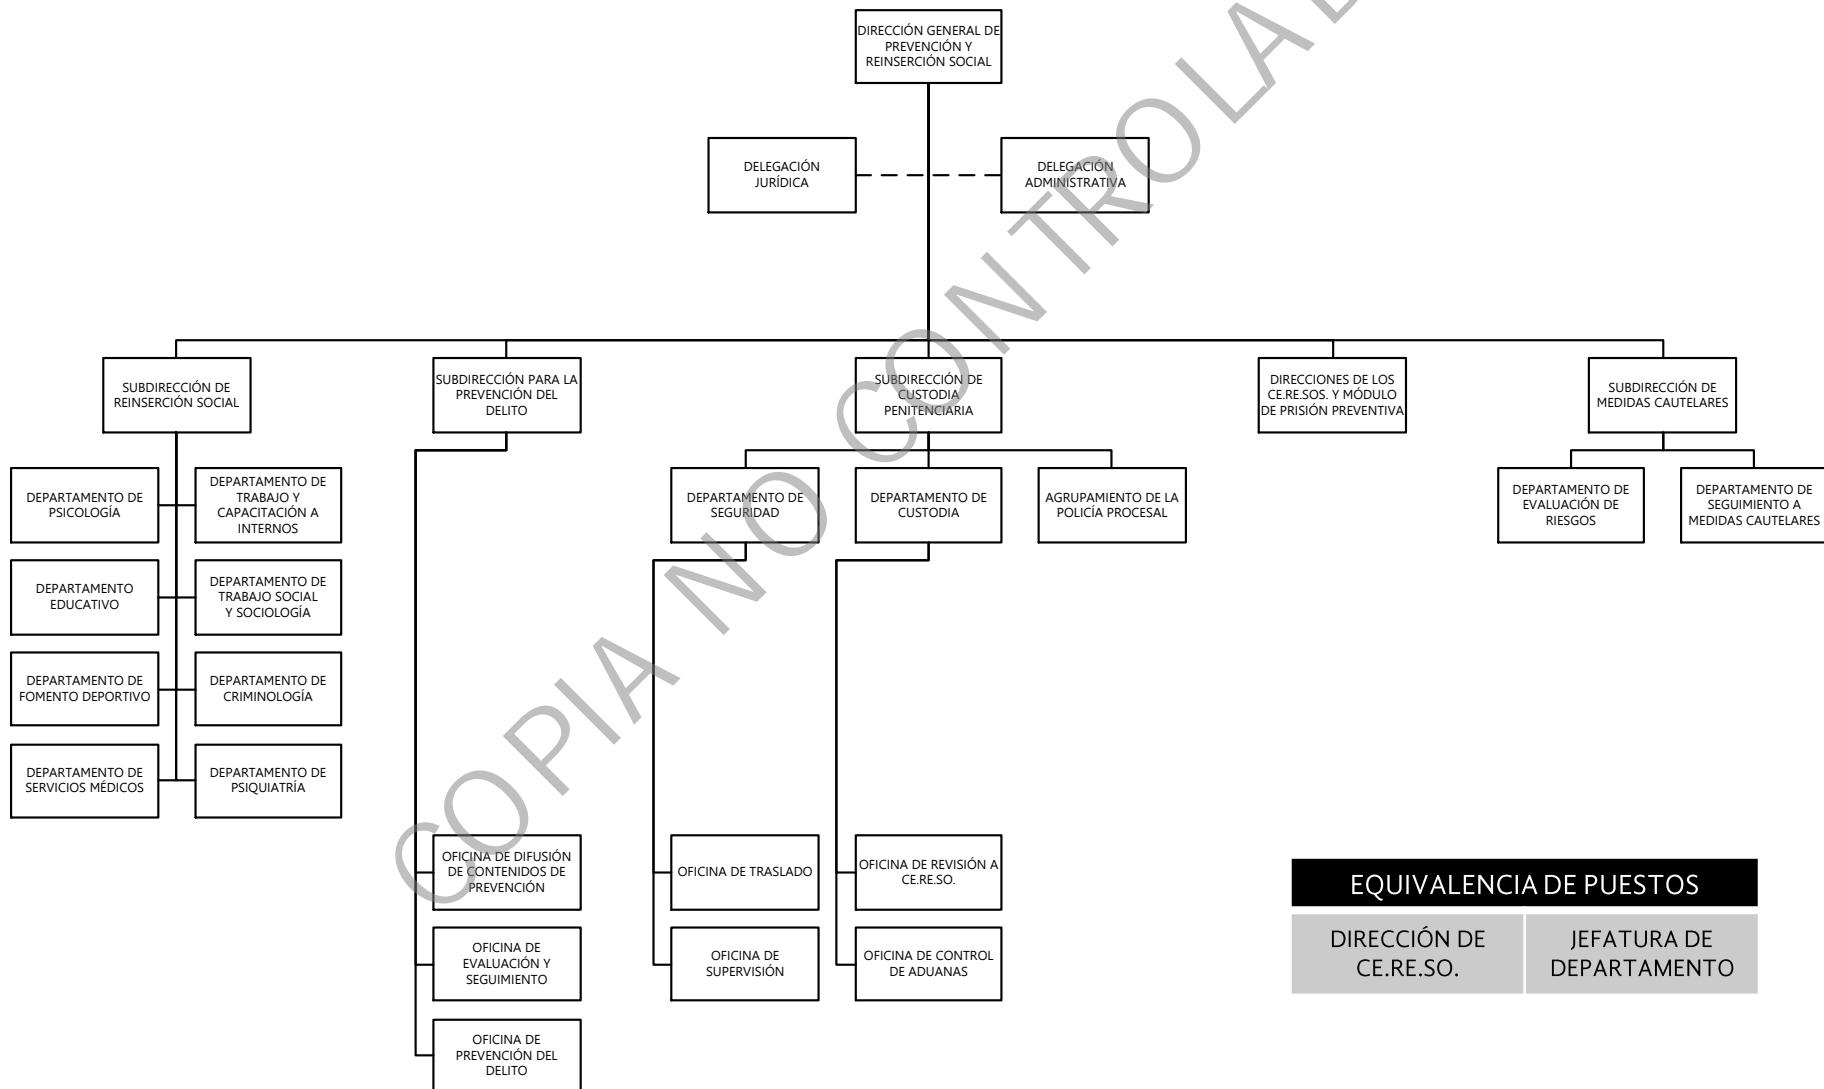 DIRECCIÓN GENERAL DE
PREVENCIÓN Y
REINSERCIÓN SOCIAL
DELEGACIÓN
JURÍDICA
DELEGACIÓN
ADMINISTRATIVA
SUBDIRECCIÓN DE
REINSERCIÓN SOCIAL
SUBDIRECCIÓN PARA LA
PREVENCIÓN DEL
DELITO
SUBDIRECCIÓN DE
CUSTODIA
PENITENCIARIA
DIRECCIONES DE LOS
CE.RE.SOS. Y MÓDULO
DE PRISIÓN PREVENTIVA
SUBDIRECCIÓN DE
MEDIDAS CAUTELARES
DEPARTAMENTO DE
PSICOLOGÍA
DEPARTAMENTO DE
TRABAJO Y
CAPACITACIÓN A
INTERNOS
DEPARTAMENTO DE
SEGURIDAD
DEPARTAMENTO DE
CUSTODIA
AGRUPAMIENTO DE LA
POLICÍA PROCESAL
DEPARTAMENTO DE
EVALUACIÓN DE
RIESGOS
DEPARTAMENTO DE
SEGUIMIENTO A
MEDIDAS CAUTELARES
DEPARTAMENTO
EDUCATIVO
DEPARTAMENTO DE
TRABAJO SOCIAL
Y SOCIOLOGÍA
DEPARTAMENTO DE
FOMENTO DEPORTIVO
DEPARTAMENTO DE
CRIMINOLOGÍA
DEPARTAMENTO DE
SERVICIOS MÉDICOS
DEPARTAMENTO DE
PSIQUIATRÍA
OFICINA DE DIFUSIÓN
DE CONTENIDOS DE
PREVENCIÓN
OFICINA DE TRASLADO
OFICINA DE REVISIÓN A
CE.RE.SO.
OFICINA DE
EVALUACIÓN Y
SEGUIMIENTO
OFICINA DE
SUPERVISIÓN
OFICINA DE CONTROL
DE ADUANAS
OFICINA DE
PREVENCIÓN DEL
DELITO
EQUIVALENCIA DE PUESTOS
DIRECCIÓN DE
CE.RE.SO.
JEFATURA DE
DEPARTAMENTO
COPIA NO